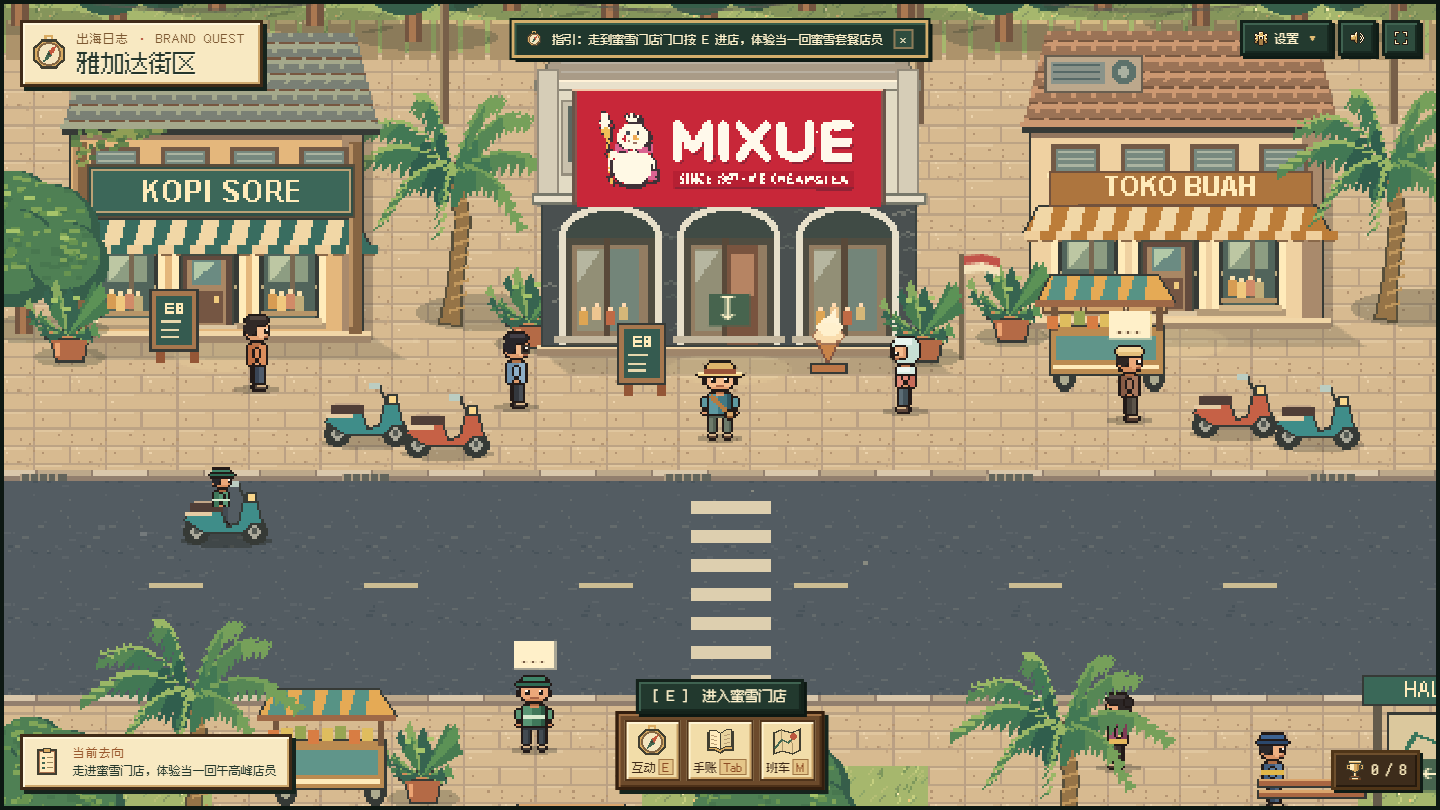 出海日志 · BRAND QUEST
雅加达街区
指引: 走到蜜雪门店门口按 E 进店，体验当一回蜜雪套餐店员
×
设置 ▼
MIXUE
KOPI SORE
TOKO BUAH
...
...
[ E ] 进入蜜雪门店
互动 E
手账 Tab
班车 M
当前去向
走进蜜雪门店，体验当一回午高峰店员
HAL
0 / 8